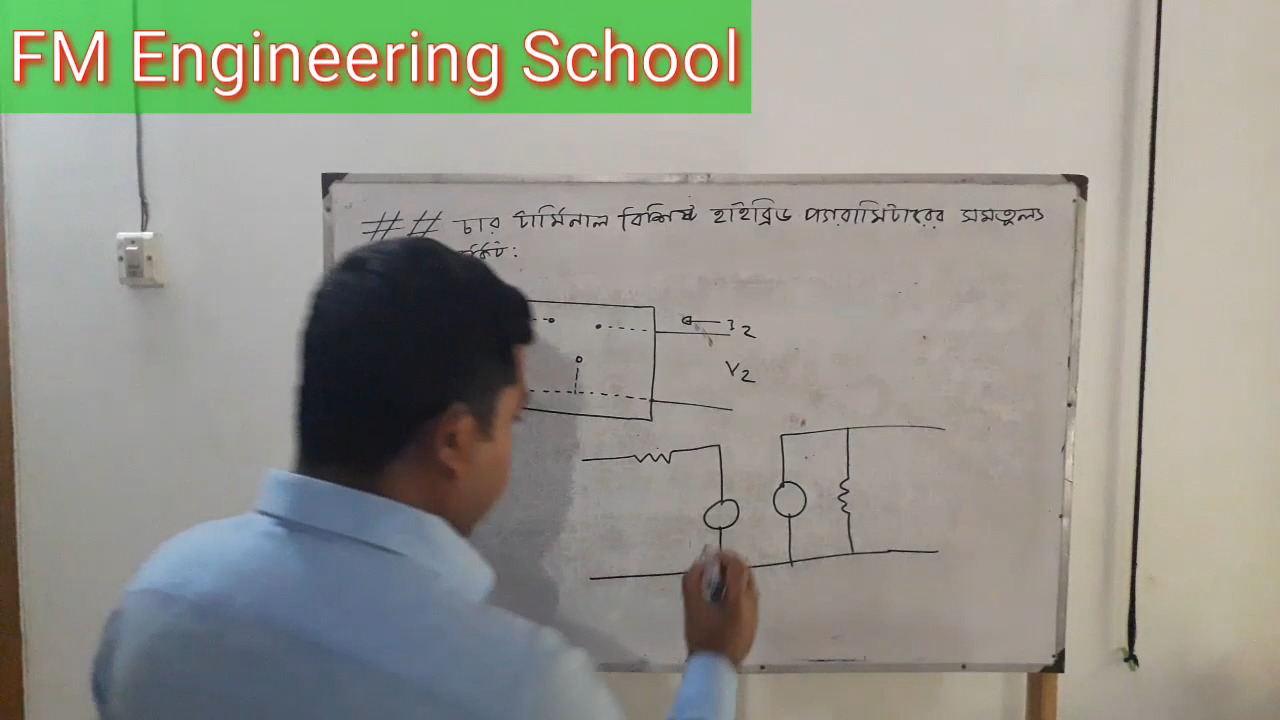 FM Engineering School
## চার টার্মিনাল বিশিষ্ট হাইব্রিড প্যারামিটারের সমতুল্য
I2
V2